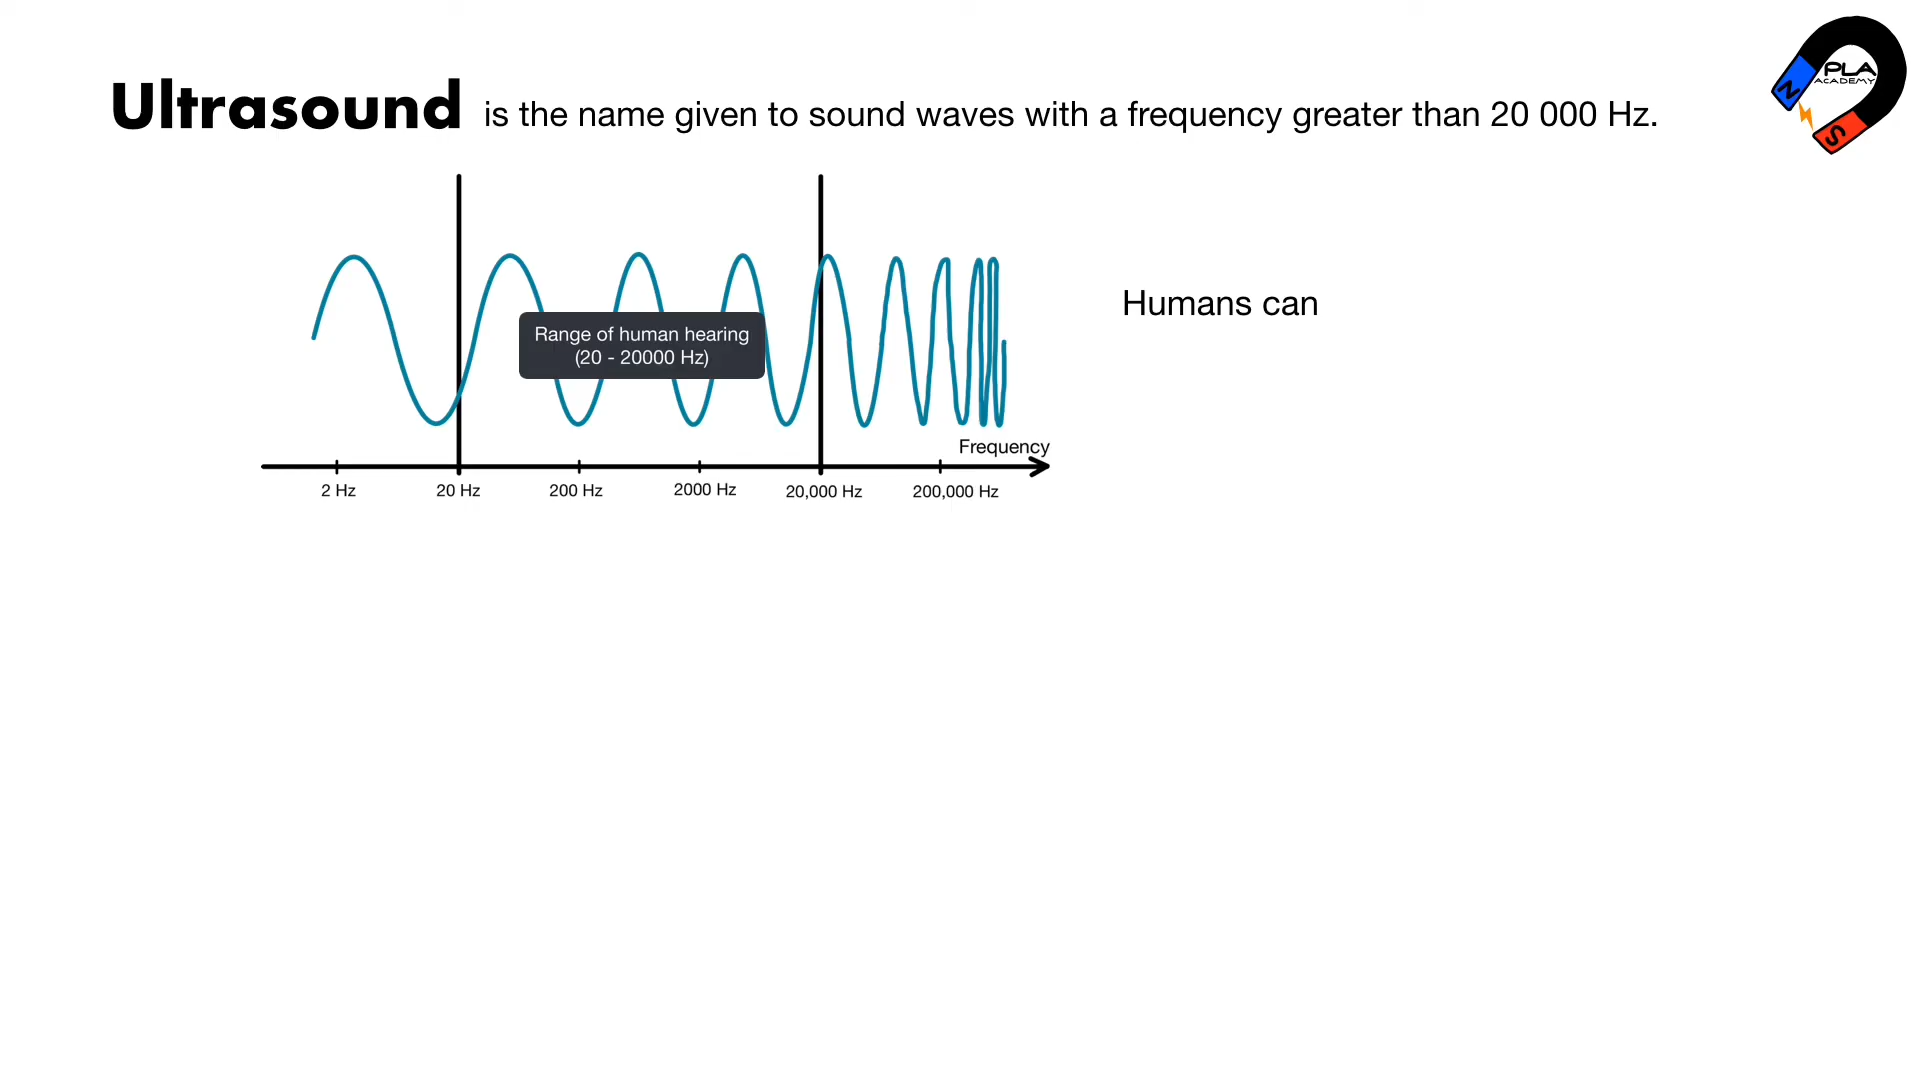 Ultrasound is the name given to sound waves with a frequency greater than 20 000 Hz.
PLA
ACADEMY
N
S
Humans can
Range of human hearing
(20 - 20000 Hz)
Frequency
2 Hz 20 Hz 200 Hz 2000 Hz 20,000 Hz 200,000 Hz